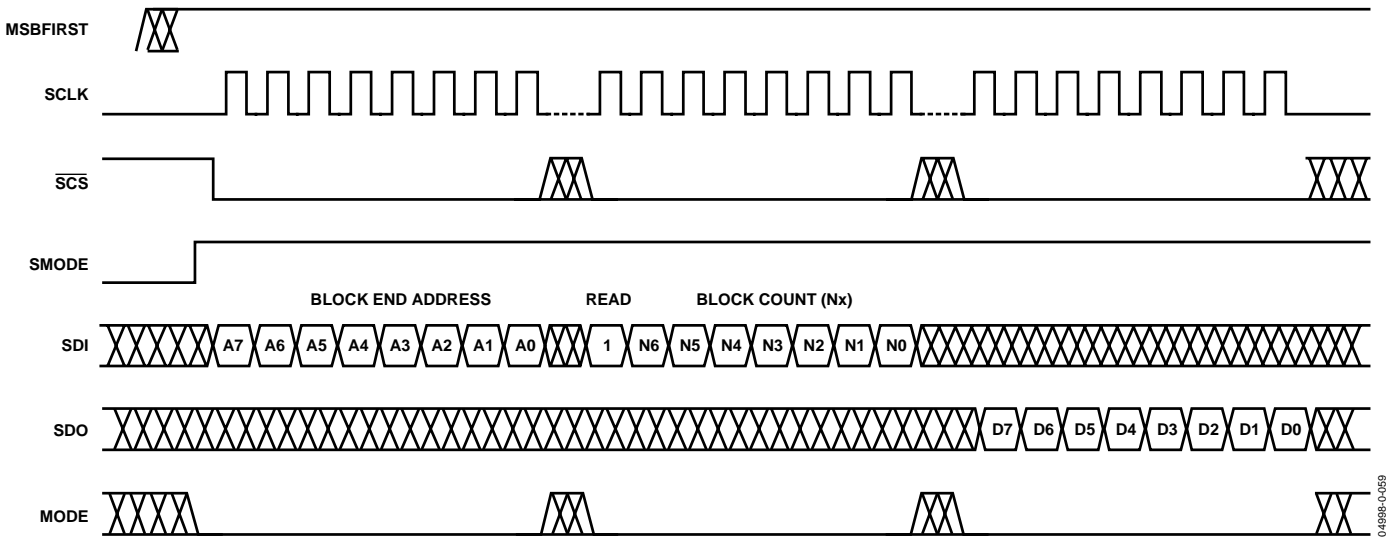 MSBFIRST
SCLK
SCS
SMODE
BLOCK END ADDRESS READ BLOCK COUNT (Nx)
SDI A7 A6 A5 A4 A3 A2 A1 A0 1 N6 N5 N4 N3 N2 N1 N0
SDO D7 D6 D5 D4 D3 D2 D1 D0
MODE
04998-0-059